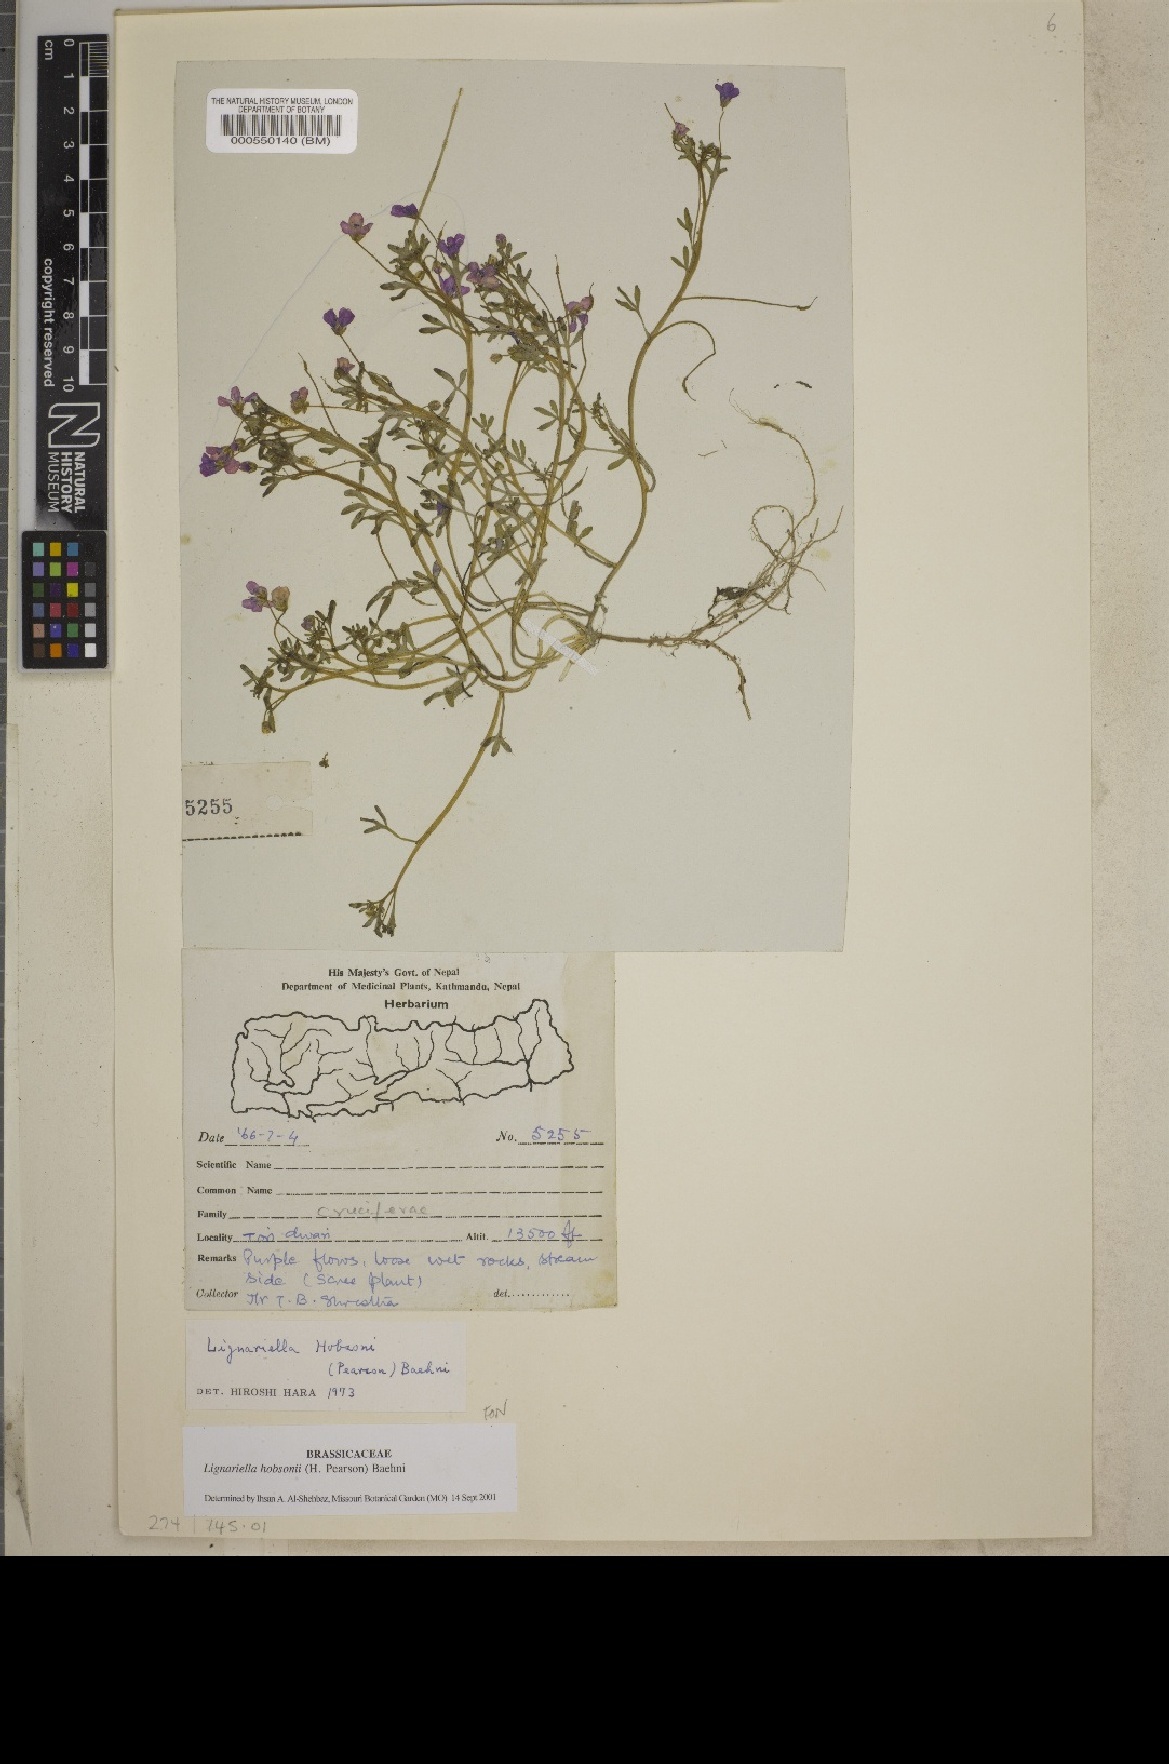 6
THE NATURAL HISTORY MUSEUM, LONDON
DEPARTMENT OF BOTANY
000550140 (BM)
cm 0 1 2 3 4 5 6 7 8 9 10
copyright reserved
NATURAL
HISTORY
MUSEUM
5255
His Majesty's Govt. of Nepal
Department of Medicinal Plants, Kathmandu, Nepal
Herbarium
Date '66-7-4 No. 5255
Scientific Name
Common Name
Family Cruciferae
Locality dwari Altit. 13500 ft
Remarks Purple flows, loose wet rocks, stream
side (Scree plant)
Collector Mr T. B. Shrestha det.
Lignariella Hobsoni
(Pearson) Baehni
DET. HIROSHI HARA 1973
BRASSICACEAE
Lignariella hobsonii (H. Pearson) Baehni
Determined by Ihsan A. Al-Shehbaz, Missouri Botanical Garden (MO) 14 Sept 2001
274 | 745.01